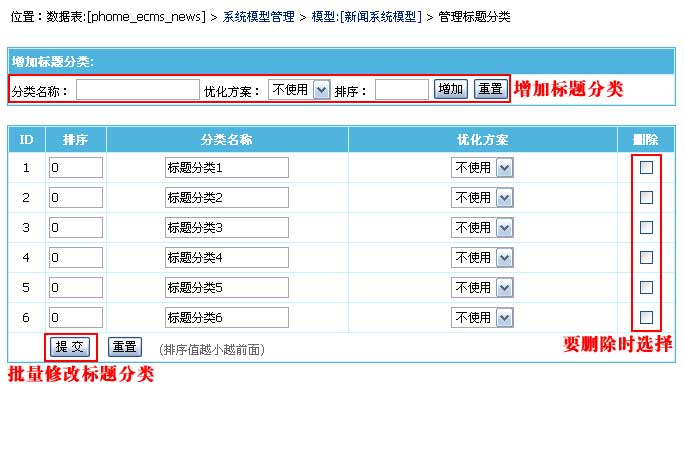 位置：数据表:[phome_ecms_news] > 系统模型管理 > 模型:[新闻系统模型] > 管理标题分类
增加标题分类:
分类名称： 优化方案： 不使用 排序： 增加 重置 增加标题分类
ID 排序 分类名称 优化方案 删除
1 0 标题分类1 不使用
2 0 标题分类2 不使用
3 0 标题分类3 不使用
4 0 标题分类4 不使用
5 0 标题分类5 不使用
6 0 标题分类6 不使用
提 交 重置 (排序值越小越前面) 要删除时选择
批量修改标题分类